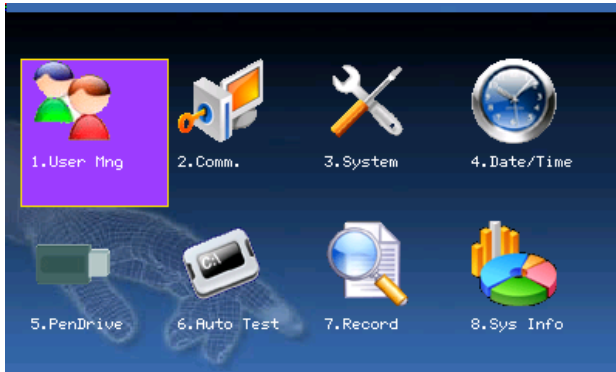 1.User Mng
2.Comm.
3.System
4.Date/Time
C:\
5.PenDrive
6.Auto Test
7.Record
8.Sys Info